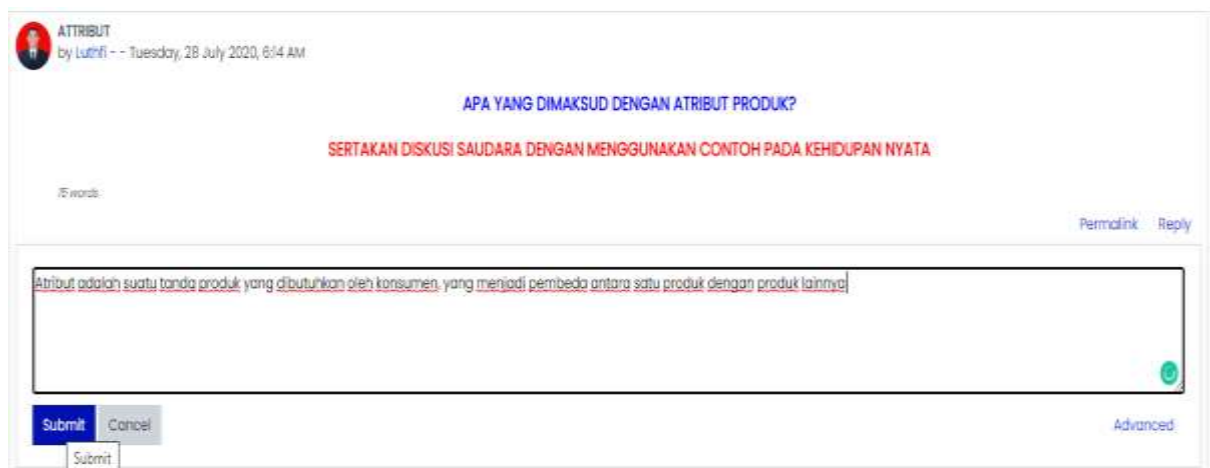 ATTRIBUT
by Luthfi - - Tuesday, 28 July 2020, 6:14 AM
APA YANG DIMAKSUD DENGAN ATRIBUT PRODUK?
SERTAKAN DISKUSI SAUDARA DENGAN MENGGUNAKAN CONTOH PADA KEHIDUPAN NYATA
words
Permalink Reply
Atribut adalah suatu tanda produk yang dibutuhkan oleh konsumen, yang menjadi pembeda antara satu produk dengan produk lainnya
Submit Cancel
Advanced
Submit